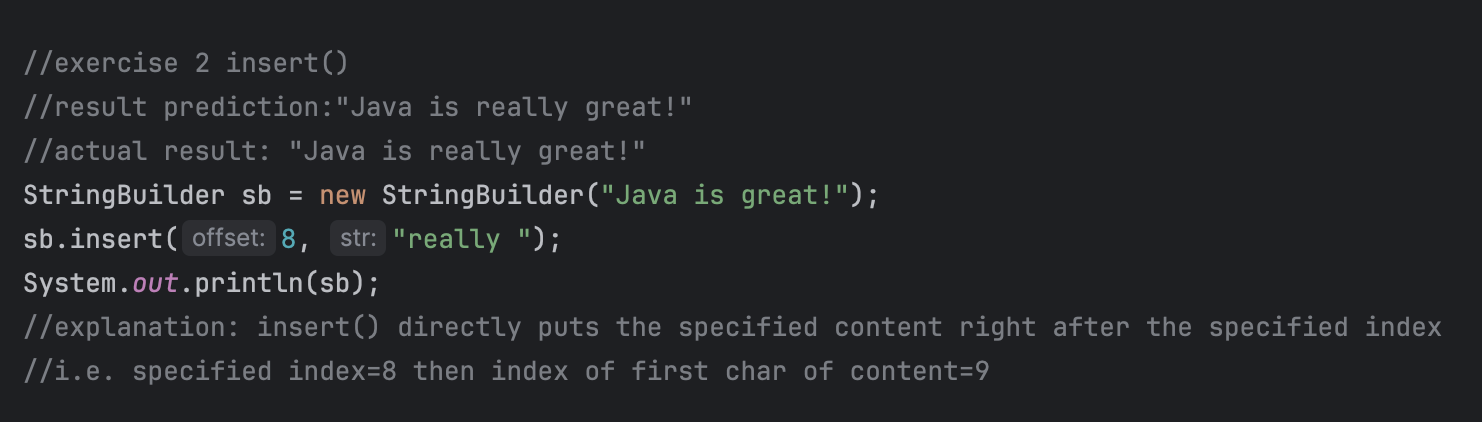 //exercise 2 insert()
//result prediction:"Java is really great!"
//actual result: "Java is really great!"
StringBuilder sb = new StringBuilder("Java is great!");
sb.insert( offset: 8, str: "really ");
System.out.println(sb);
//explanation: insert() directly puts the specified content right after the specified index
//i.e. specified index=8 then index of first char of content=9